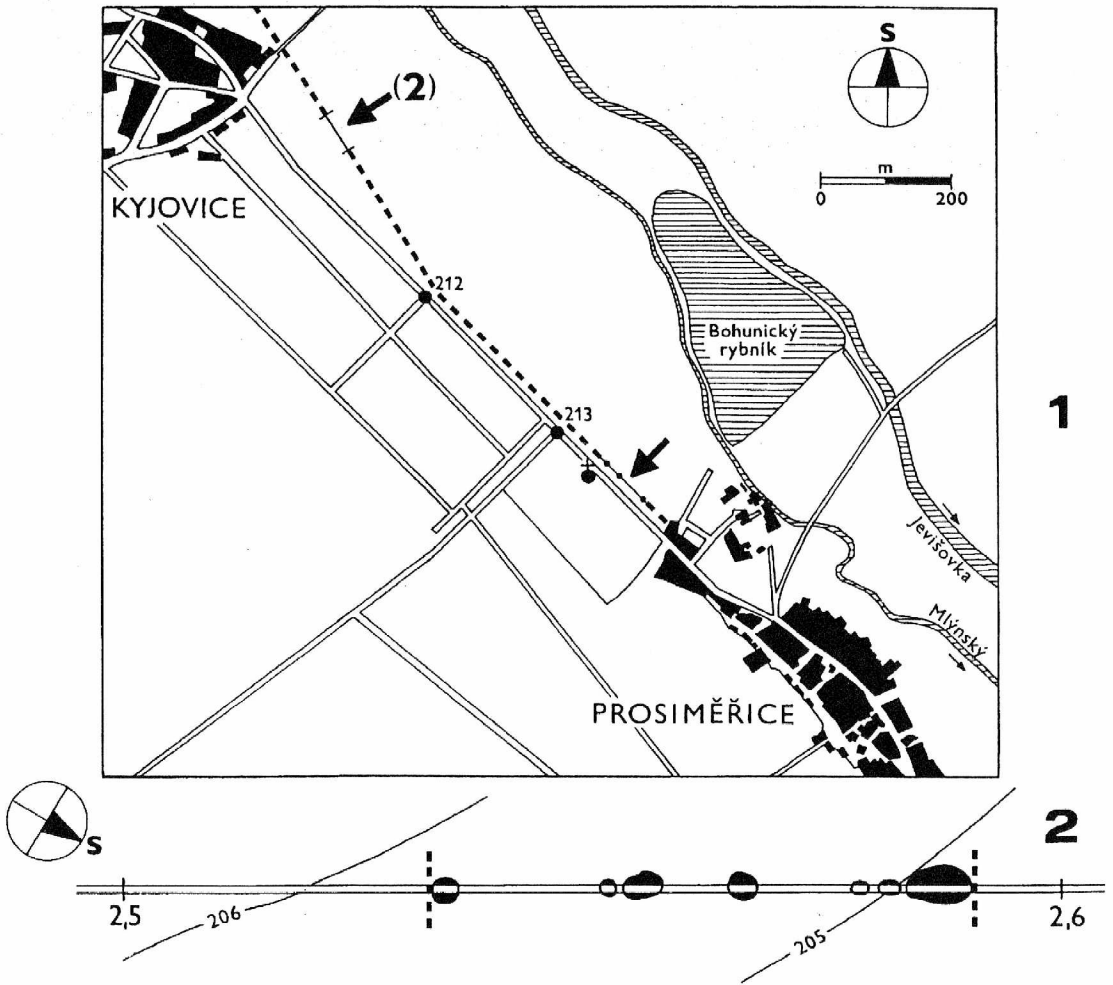 S
(2)
m
0 200
KYJOVICE
212
Bohunický
rybník
1
213
Jevišovka
Mlýnský
PROSIMĚŘICE
2
S
2,5
206
205
2,6